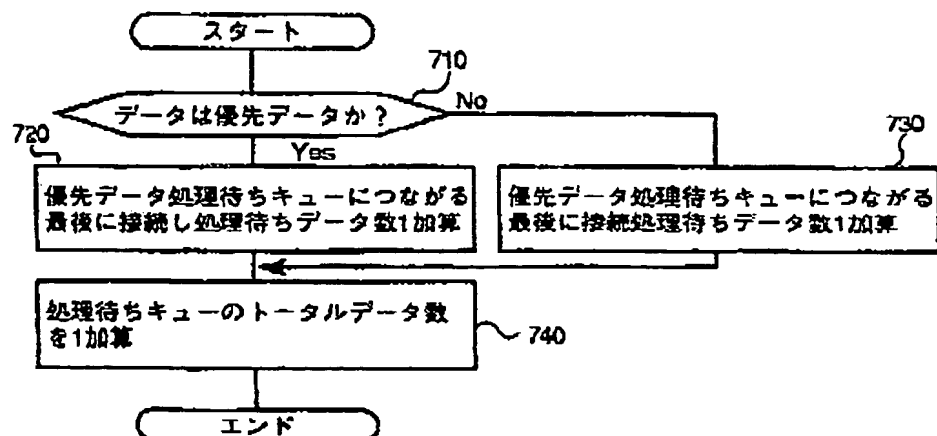 スタート
710
データは優先データか？
No
720
Yes
730
優先データ処理待ちキューにつながる
最後に接続し処理待ちデータ数1加算
優先データ処理待ちキューにつながる
最後に接続処理待ちデータ数1加算
処理待ちキューのトータルデータ数
を1加算
740
エンド